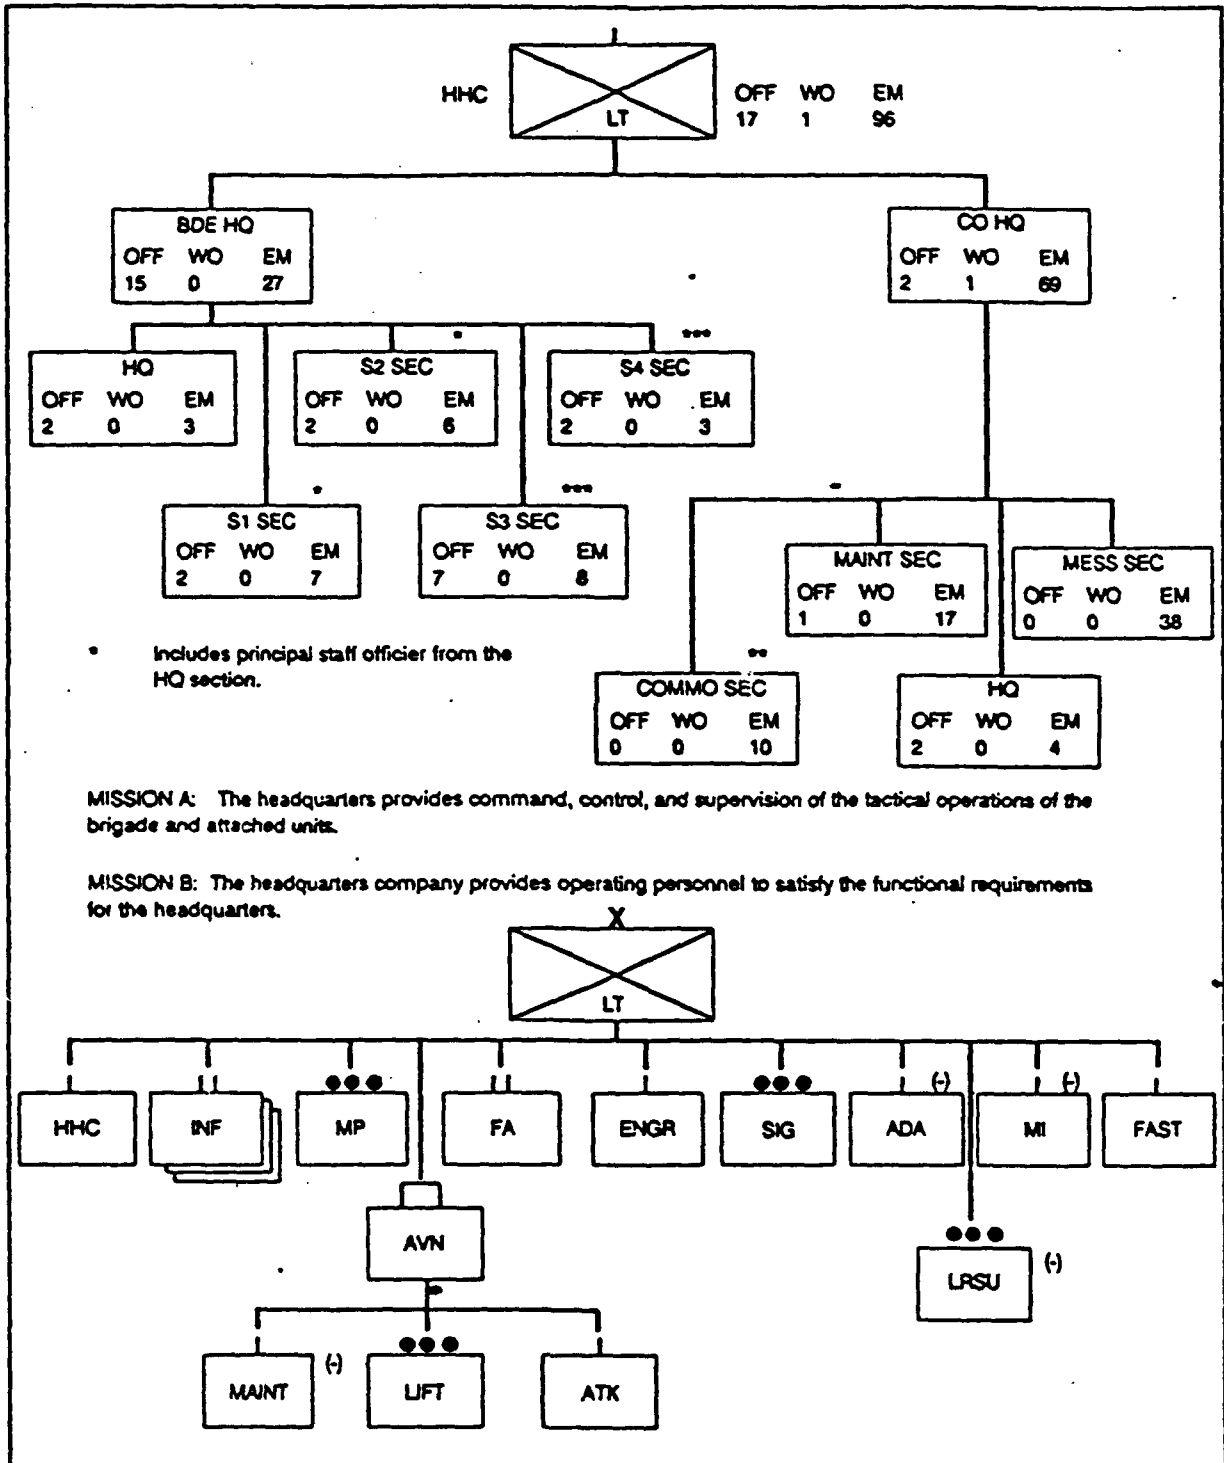 HHC
LT
OFF WO EM
17 1 96
BDE HQ
OFF WO EM
15 0 27
CO HQ
OFF WO EM
2 1 69
*
***
HQ
OFF WO EM
2 0 3
S2 SEC
OFF WO EM
2 0 6
S4 SEC
OFF WO EM
2 0 3
*
***
S1 SEC
OFF WO EM
2 0 7
S3 SEC
OFF WO EM
7 0 8
MAINT SEC
OFF WO EM
1 0 17
MESS SEC
OFF WO EM
0 0 38
* Includes principal staff officier from the
HQ section.
**
COMMO SEC
OFF WO EM
0 0 10
HQ
OFF WO EM
2 0 4
MISSION A: The headquarters provides command, control, and supervision of the tactical operations of the
brigade and attached units.
MISSION B: The headquarters company provides operating personnel to satisfy the functional requirements
for the headquarters.
X
LT
(-) (-)
HHC INF MP FA ENGR SIG ADA MI FAST
AVN
LRSU (-)
MAINT (-) LIFT ATK